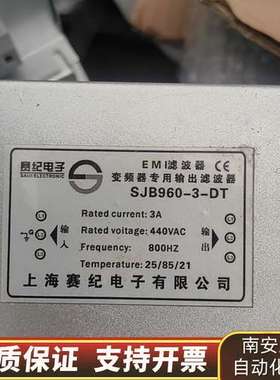 赛纪电子
SAIJI ELECTRONIC
S
EMI滤波器 CE
变频器专用输出滤波器
SJB960-3-DT
Rated current: 3A
Rated voltage: 440VAC
Frequency: 800HZ
Temperature: 25/85/21
输入
输出
上海赛纪电子有限公司
质保证 支持开票
南安
自动化